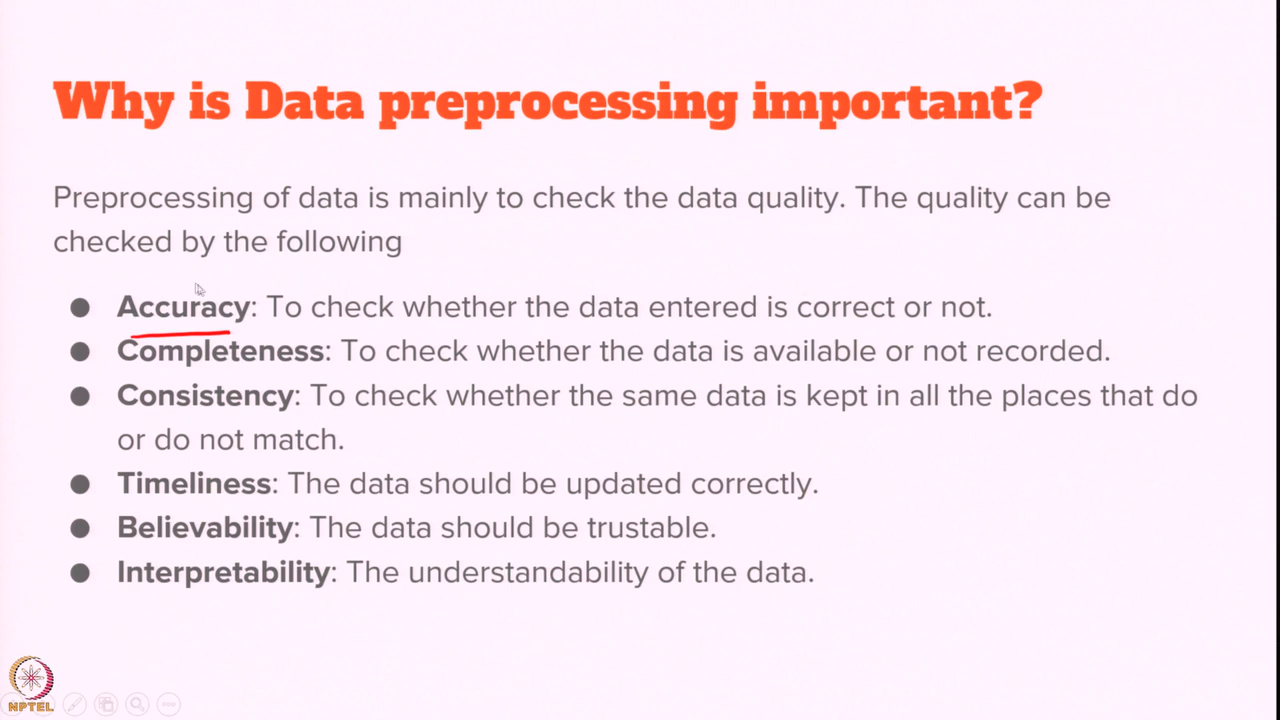 Why is Data preprocessing important?
Preprocessing of data is mainly to check the data quality. The quality can be
checked by the following
● Accuracy: To check whether the data entered is correct or not.
● Completeness: To check whether the data is available or not recorded.
● Consistency: To check whether the same data is kept in all the places that do
or do not match.
● Timeliness: The data should be updated correctly.
● Believability: The data should be trustable.
● Interpretability: The understandability of the data.
NPTEL